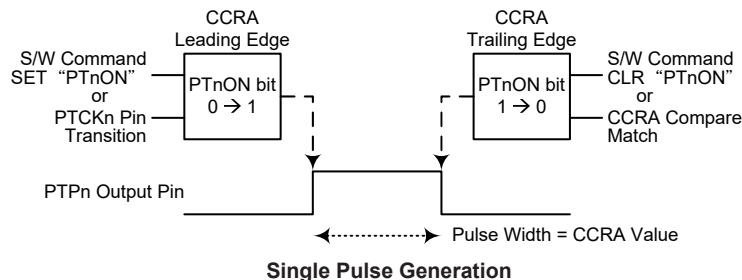 CCRA
Leading Edge
S/W Command
SET “PTnON”
or
PTCKn Pin
Transition
PTnON bit
0 → 1
CCRA
Trailing Edge
PTnON bit
1 → 0
S/W Command
CLR “PTnON”
or
CCRA Compare
Match
PTPn Output Pin
Pulse Width = CCRA Value
Single Pulse Generation